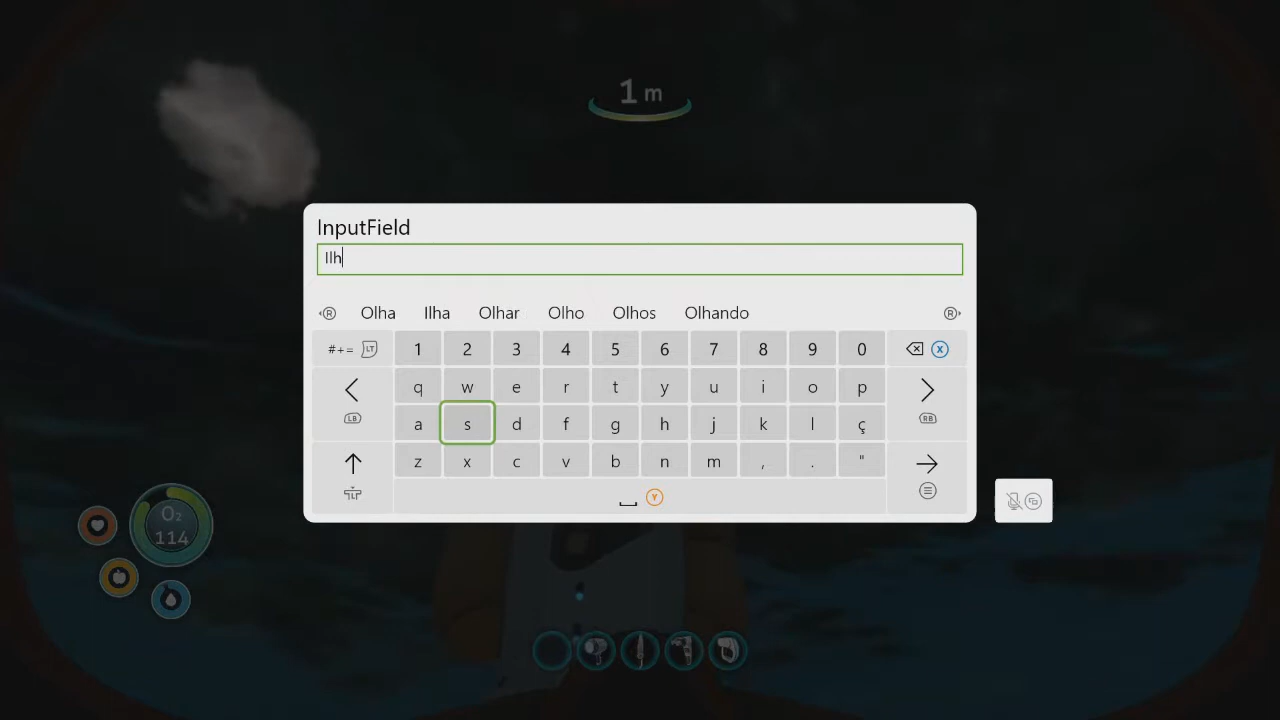 1 m
InputField
Ilh
R Olha Ilha Olhar Olho Olhos Olhando R
#+= LT 1 2 3 4 5 6 7 8 9 0 X
q w e r t y u i o p
LB a s d f g h j k l ç RB
z x c v b n m , . "
Y
O₂
114